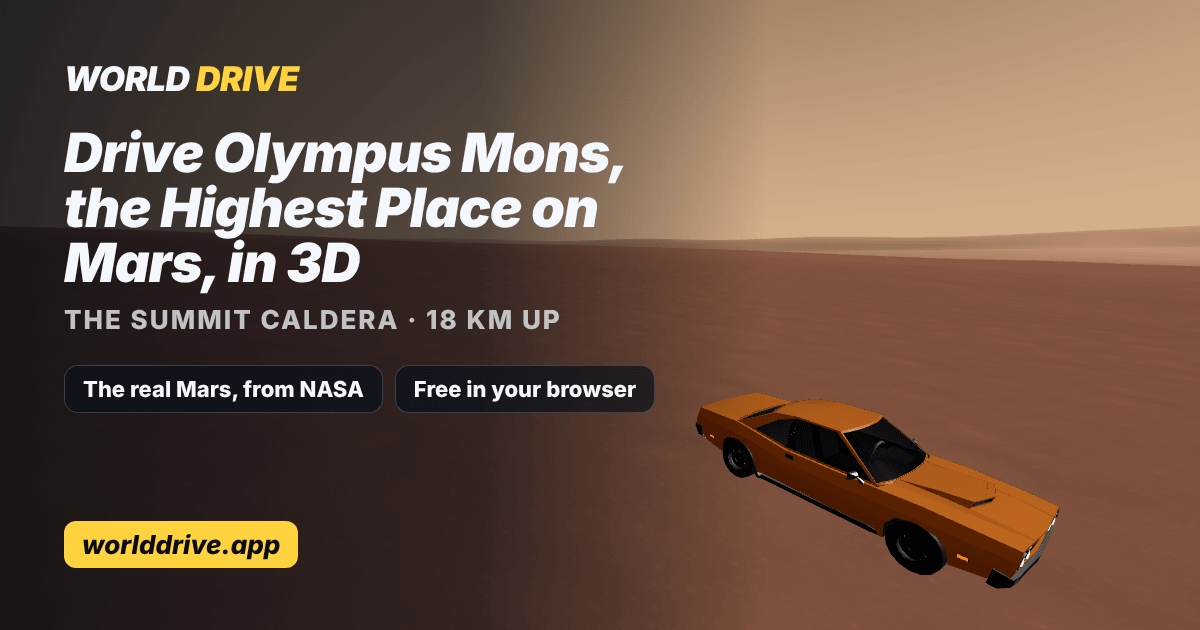 WORLD DRIVE
Drive Olympus Mons,
the Highest Place on
Mars, in 3D
THE SUMMIT CALDERA · 18 KM UP
The real Mars, from NASA
Free in your browser
worlddrive.app